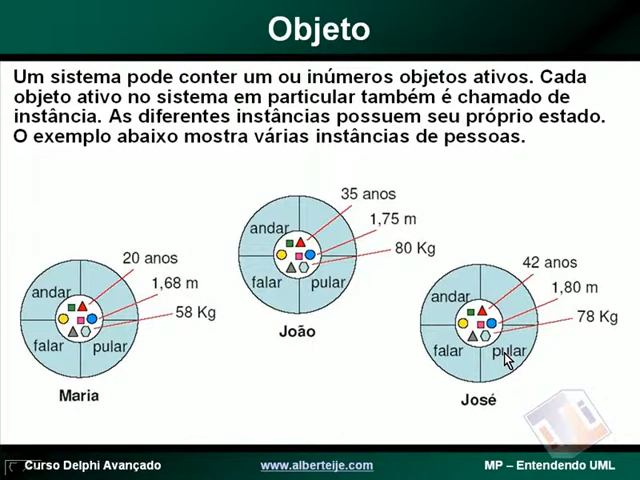 Objeto
Um sistema pode conter um ou inúmeros objetos ativos. Cada
objeto ativo no sistema em particular também é chamado de
instância. As diferentes instâncias possuem seu próprio estado.
O exemplo abaixo mostra várias instâncias de pessoas.
20 anos
1,68 m
58 Kg
andar
falar
pular
Maria
35 anos
1,75 m
80 Kg
andar
falar
pular
João
42 anos
1,80 m
78 Kg
andar
falar
pular
José
Curso Delphi Avançado
www.alberteije.com
MP – Entendendo UML